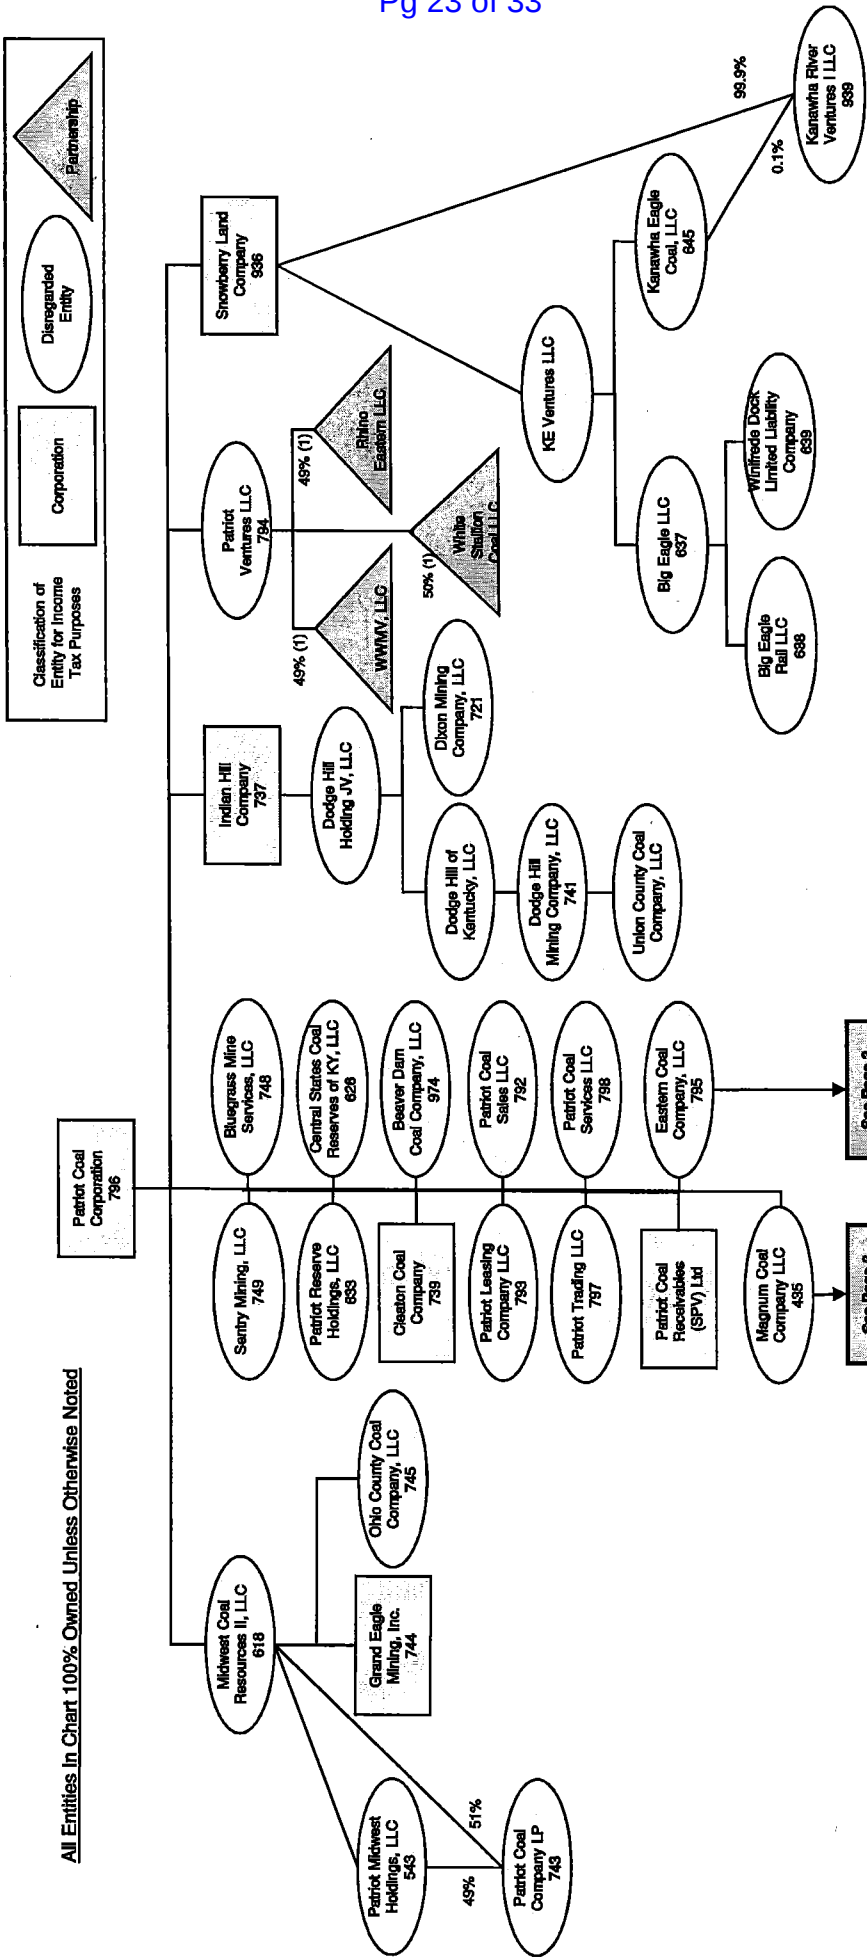 Pg 23 of 33
All Entities In Chart 100% Owned Unless Otherwise Noted
Classification of
Entity for Income
Tax Purposes
Corporation
Disregarded
Entity
Partnership
Patriot Coal
Corporation
796
Midwest Coal
Resources II, LLC
618
Patriot Midwest
Holdings, LLC
543
49%
51%
Patriot Coal
Company LP
743
Grand Eagle
Mining, Inc.
744
Ohio County Coal
Company, LLC
745
Sentry Mining, LLC
749
Bluegrass Mine
Services, LLC
748
Patriot Reserve
Holdings, LLC
633
Central States Coal
Reserves of KY, LLC
626
Cleaton Coal
Company
739
Beaver Dam
Coal Company, LLC
974
Patriot Leasing
Company LLC
793
Patriot Coal
Sales LLC
792
Patriot Trading LLC
797
Patriot Coal
Services LLC
798
Patriot Coal
Receivables
(SPV) Ltd
Eastern Coal
Company, LLC
795
Magnum Coal
Company LLC
435
Indian Hill
Company
737
Dodge Hill
Holding JV, LLC
Dodge Hill of
Kentucky, LLC
Dixon Mining
Company, LLC
721
Dodge Hill
Mining Company, LLC
741
Union County Coal
Company, LLC
Patriot
Ventures LLC
794
49% (1)
WWMV, LLC
50% (1)
White
Stallion
Coal LLC
49% (1)
Rhino
Eastern LLC
Snowberry Land
Company
936
KE Ventures LLC
Big Eagle LLC
637
Kanawha Eagle
Coal, LLC
645
Big Eagle
Rail LLC
638
Winifrede Dock
Limited Liability
Company
639
0.1%
99.9%
Kanawha River
Ventures I LLC
939